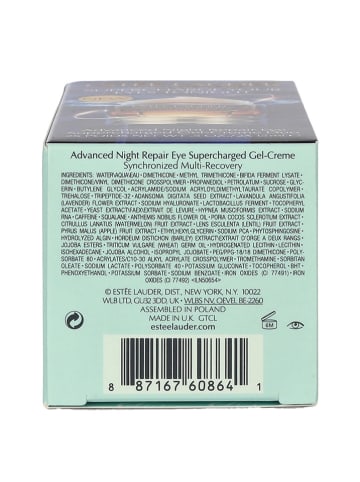 Advanced Night Repair Eye Supercharged Gel-Creme
Synchronized Multi-Recovery
INGREDIENTS: WATER\AQUA\EAU • DIMETHICONE • METHYL TRIMETHICONE • BIFIDA FERMENT LYSATE •
DIMETHICONE/VINYL DIMETHICONE CROSSPOLYMER • PROPANEDIOL • PETROLATUM • SUCROSE • GLYC-
ERIN • BUTYLENE GLYCOL • ACRYLAMIDE/SODIUM ACRYLOYLDIMETHYLTAURATE COPOLYMER •
TREHALOSE • TRIPEPTIDE-32 • ADANSONIA DIGITATA SEED EXTRACT • LAVANDULA ANGUSTIFOLIA
(LAVENDER) FLOWER EXTRACT • SODIUM HYALURONATE • LACTOBACILLUS FERMENT • TOCOPHERYL
ACETATE • YEAST EXTRACT\FAEX\EXTRAIT DE LEVURE • HYPNEA MUSCIFORMIS EXTRACT • SODIUM
RNA • CAFFEINE • SQUALANE • ANTHEMIS NOBILIS FLOWER OIL • PORIA COCOS SCLEROTIUM EXTRACT •
CITRULLUS LANATUS (WATERMELON) FRUIT EXTRACT • LENS ESCULENTA (LENTIL) FRUIT EXTRACT •
PYRUS MALUS (APPLE) FRUIT EXTRACT • ETHYLHEXYLGLYCERIN • SODIUM PCA • PHYTOSPHINGOSINE •
HYDROLYZED ALGIN • HORDEUM DISTICHON (BARLEY) EXTRACT\EXTRAIT D'ORGE À DEUX RANGS •
JOJOBA ESTERS • TRITICUM VULGARE (WHEAT) GERM OIL • HYDROGENATED LECITHIN • LECITHIN •
ISOHEXADECANE • JOJOBA ALCOHOL • ISOPROPYL JOJOBATE • PEG/PPG-18/18 DIMETHICONE • POLY-
SORBATE 80 • ACRYLATES/C10-30 ALKYL ACRYLATE CROSSPOLYMER • TROMETHAMINE • SORBITAN
OLEATE • SODIUM LACTATE • POLYSORBATE 40 • POTASSIUM GLUCONATE • TOCOPHEROL • BHT •
PHENOXYETHANOL • POTASSIUM SORBATE • SODIUM BENZOATE • IRON OXIDES (CI 77491) • IRON
OXIDES (CI 77492) <ILN50654>
© ESTĒE LAUDER, DIST., NEW YORK, N.Y. 10022
WLB LTD, GU32 3DD, UK • WLBS NV, OEVEL BE-2260
ASSEMBLED IN POLAND
MADE IN U.K. GTCL
esteelauder.com
6M
8 87167 60864 1